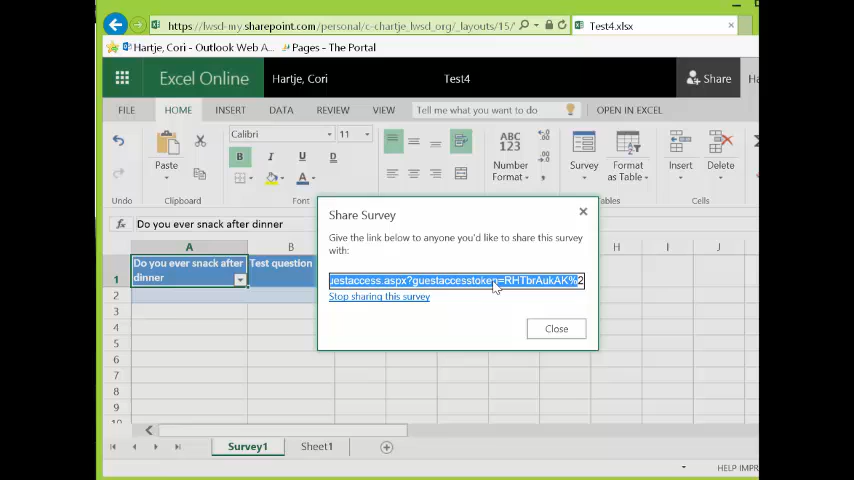 https://lwsd-my.sharepoint.com/personal/c-chartje_lwsd_org/_layouts/15/
Test4.xlsx
Hartje, Cori - Outlook Web A...
Pages - The Portal
Excel Online
Hartje, Cori
Test4
Share
FILE HOME INSERT DATA REVIEW VIEW Tell me what you want to do OPEN IN EXCEL
Calibri 11
ABC
123
B I U D
A
Paste
Number
Format
Survey
Format
as Table
Insert
Delete
Undo Clipboard Font Cells
fx Do you ever snack after dinner
A B H I J
1 Do you ever snack after
dinner
Test question
2
3
4
5
6
7
8
9
10
Share Survey
Give the link below to anyone you'd like to share this survey
with:
uestaccess.aspx?guestaccesstoken=RHTbrAukAK%2
Stop sharing this survey
Close
Survey1 Sheet1
HELP IMPR